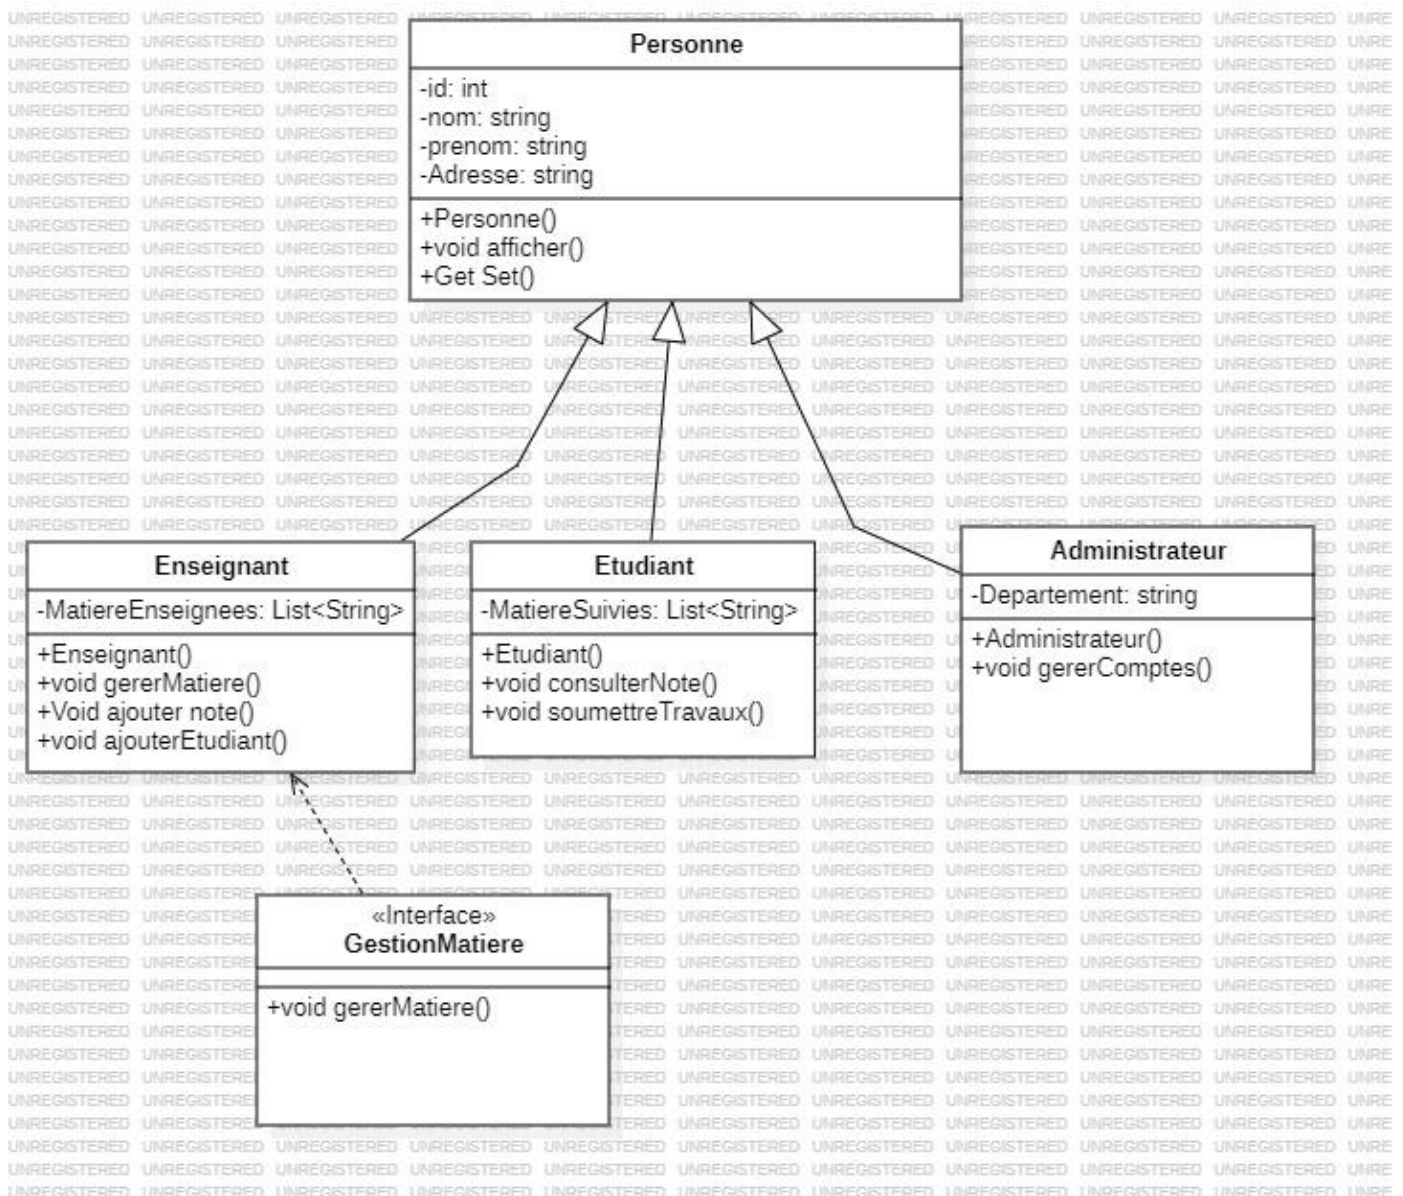 Personne
-id: int
-nom: string
-prenom: string
-Adresse: string
+Personne()
+void afficher()
+Get Set()
Enseignant
-MatiereEnseignees: List<String>
+Enseignant()
+void gererMatiere()
+Void ajouter note()
+void ajouterEtudiant()
Etudiant
-MatiereSuivies: List<String>
+Etudiant()
+void consulterNote()
+void soumettreTravaux()
Administrateur
-Departement: string
+Administrateur()
+void gererComptes()
«Interface»
GestionMatiere
+void gererMatiere()
UNREGISTERED